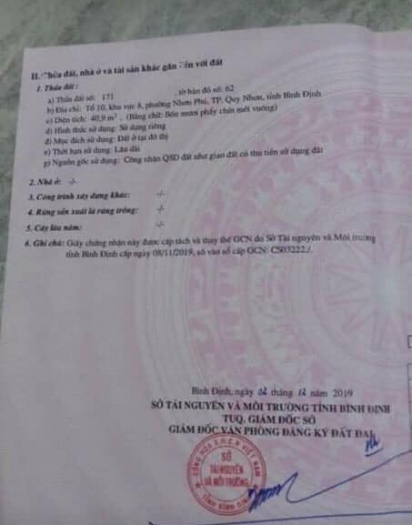 II. Thửa đất, nhà ở và tài sản khác gắn liền với đất
1. Thửa đất:
a) Thửa đất số: 171 , tờ bản đồ số: 62
b) Địa chỉ: Tổ 10, khu vực 8, phường Nhơn Phú, TP. Quy Nhơn, tỉnh Bình Định
c) Diện tích: 40,9 m², (Bằng chữ: Bốn mươi phẩy chín mét vuông)
d) Hình thức sử dụng: Sử dụng riêng
đ) Mục đích sử dụng: Đất ở tại đô thị
e) Thời hạn sử dụng: Lâu dài
g) Nguồn gốc sử dụng: Công nhận QSD đất như giao đất có thu tiền sử dụng đất
2. Nhà ở: -/-
3. Công trình xây dựng khác: -/-
4. Rừng sản xuất là rừng trồng: -/-
5. Cây lâu năm: -/-
6. Ghi chú: Giấy chứng nhận này được cấp tách và thay thế GCN do Sở Tài nguyên và Môi trường
tỉnh Bình Định cấp ngày 08/11/2019, số vào sổ cấp GCN: CS03222./.
Bình Định, ngày 02 tháng 12 năm 2019
SỞ TÀI NGUYÊN VÀ MÔI TRƯỜNG TỈNH BÌNH ĐỊNH
TUQ. GIÁM ĐỐC SỞ
GIÁM ĐỐC VĂN PHÒNG ĐĂNG KÝ ĐẤT ĐAI
CỘNG HÒA X.H.C.N VIỆT NAM
SỞ
TÀI NGUYÊN
VÀ MÔI TRƯỜNG
TỈNH BÌNH ĐỊNH